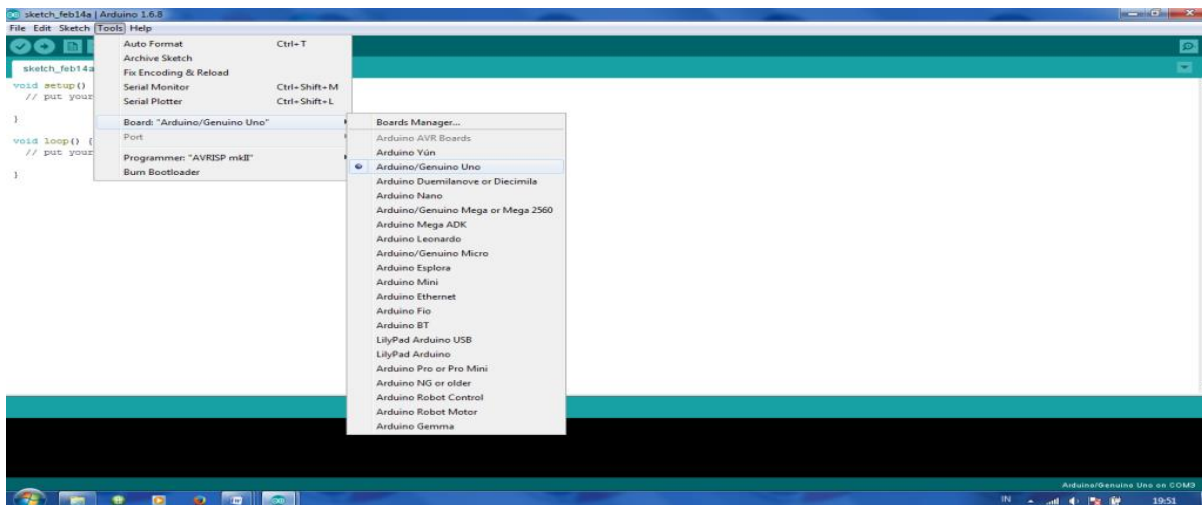 sketch_feb14a | Arduino 1.6.8
File Edit Sketch Tools Help
sketch_feb14a
void setup()
// put your
}
void loop() {
// put your
}
Auto Format Ctrl+T
Archive Sketch
Fix Encoding & Reload
Serial Monitor Ctrl+Shift+M
Serial Plotter Ctrl+Shift+L
Board: "Arduino/Genuino Uno"
Port
Programmer: "AVRISP mkII"
Burn Bootloader
Boards Manager...
Arduino AVR Boards
Arduino Yún
Arduino/Genuino Uno
Arduino Duemilanove or Diecimila
Arduino Nano
Arduino/Genuino Mega or Mega 2560
Arduino Mega ADK
Arduino Leonardo
Arduino/Genuino Micro
Arduino Esplora
Arduino Mini
Arduino Ethernet
Arduino Fio
Arduino BT
LilyPad Arduino USB
LilyPad Arduino
Arduino Pro or Pro Mini
Arduino NG or older
Arduino Robot Control
Arduino Robot Motor
Arduino Gemma
Arduino/Genuino Uno on COM3
IN 19:51